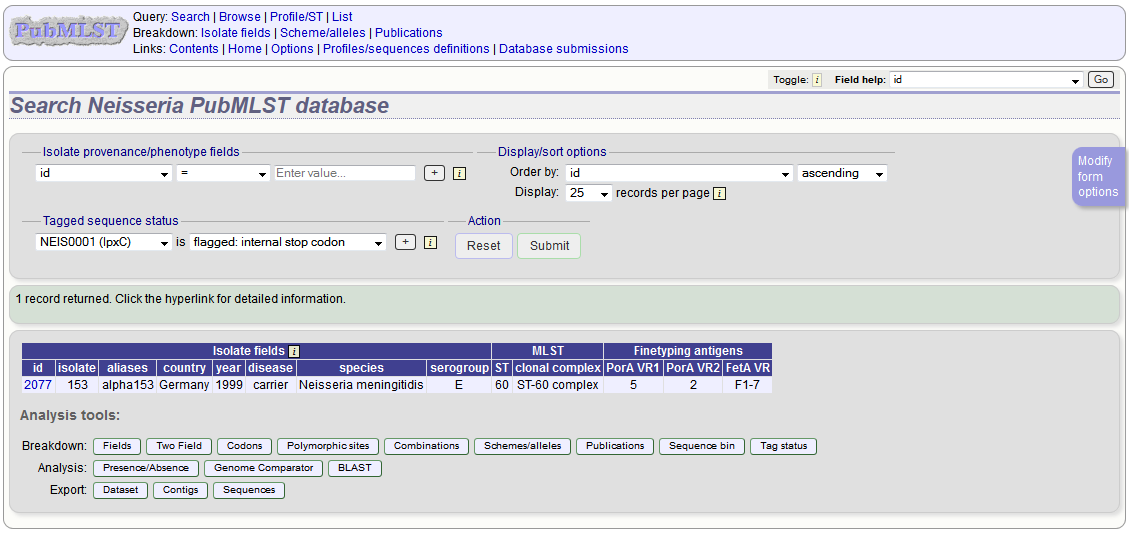 PubMLST
Query: Search | Browse | Profile/ST | List
Breakdown: Isolate fields | Scheme/alleles | Publications
Links: Contents | Home | Options | Profiles/sequences definitions | Database submissions
Toggle: i Field help: id Go
Search Neisseria PubMLST database
Isolate provenance/phenotype fields
id = Enter value... + i
Display/sort options
Order by: id ascending
Display: 25 records per page i
Modify
form
options
Tagged sequence status
NEIS0001 (lpxC) is flagged: internal stop codon + i
Action
Reset Submit
1 record returned. Click the hyperlink for detailed information.
Isolate fields i MLST Finetyping antigens
id isolate aliases country year disease species serogroup ST clonal complex PorA VR1 PorA VR2 FetA VR
2077 153 alpha153 Germany 1999 carrier Neisseria meningitidis E 60 ST-60 complex 5 2 F1-7
Analysis tools:
Breakdown: Fields Two Field Codons Polymorphic sites Combinations Schemes/alleles Publications Sequence bin Tag status
Analysis: Presence/Absence Genome Comparator BLAST
Export: Dataset Contigs Sequences